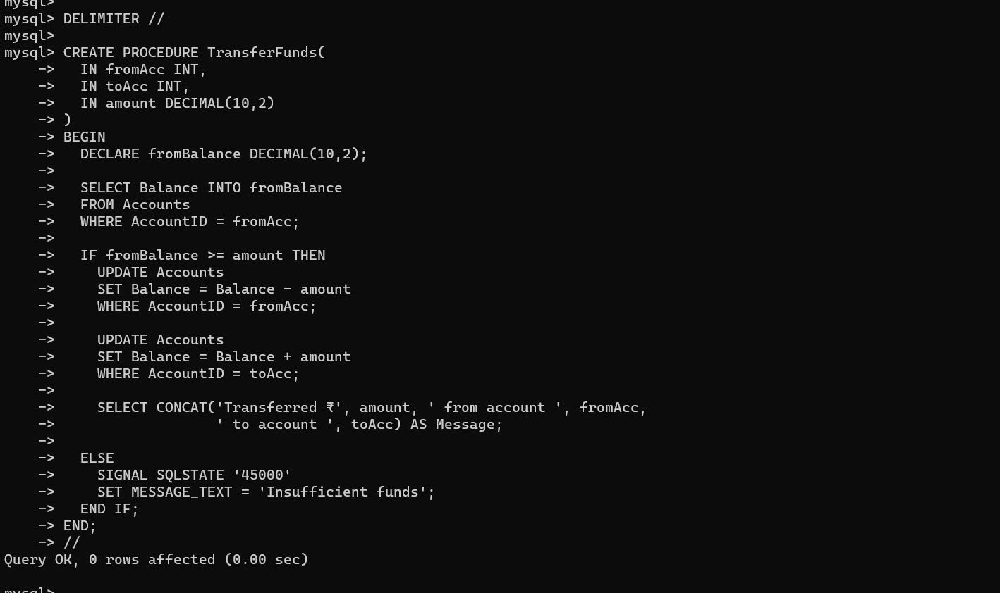 mysql>
mysql> DELIMITER //
mysql>
mysql> CREATE PROCEDURE TransferFunds(
    ->   IN fromAcc INT,
    ->   IN toAcc INT,
    ->   IN amount DECIMAL(10,2)
    -> )
    -> BEGIN
    ->   DECLARE fromBalance DECIMAL(10,2);
    ->
    ->   SELECT Balance INTO fromBalance
    ->   FROM Accounts
    ->   WHERE AccountID = fromAcc;
    ->
    ->   IF fromBalance >= amount THEN
    ->     UPDATE Accounts
    ->     SET Balance = Balance - amount
    ->     WHERE AccountID = fromAcc;
    ->
    ->     UPDATE Accounts
    ->     SET Balance = Balance + amount
    ->     WHERE AccountID = toAcc;
    ->
    ->     SELECT CONCAT('Transferred ₹', amount, ' from account ', fromAcc,
    ->                   ' to account ', toAcc) AS Message;
    ->
    ->   ELSE
    ->     SIGNAL SQLSTATE '45000'
    ->     SET MESSAGE_TEXT = 'Insufficient funds';
    ->   END IF;
    -> END;
    -> //
Query OK, 0 rows affected (0.00 sec)

mysql>